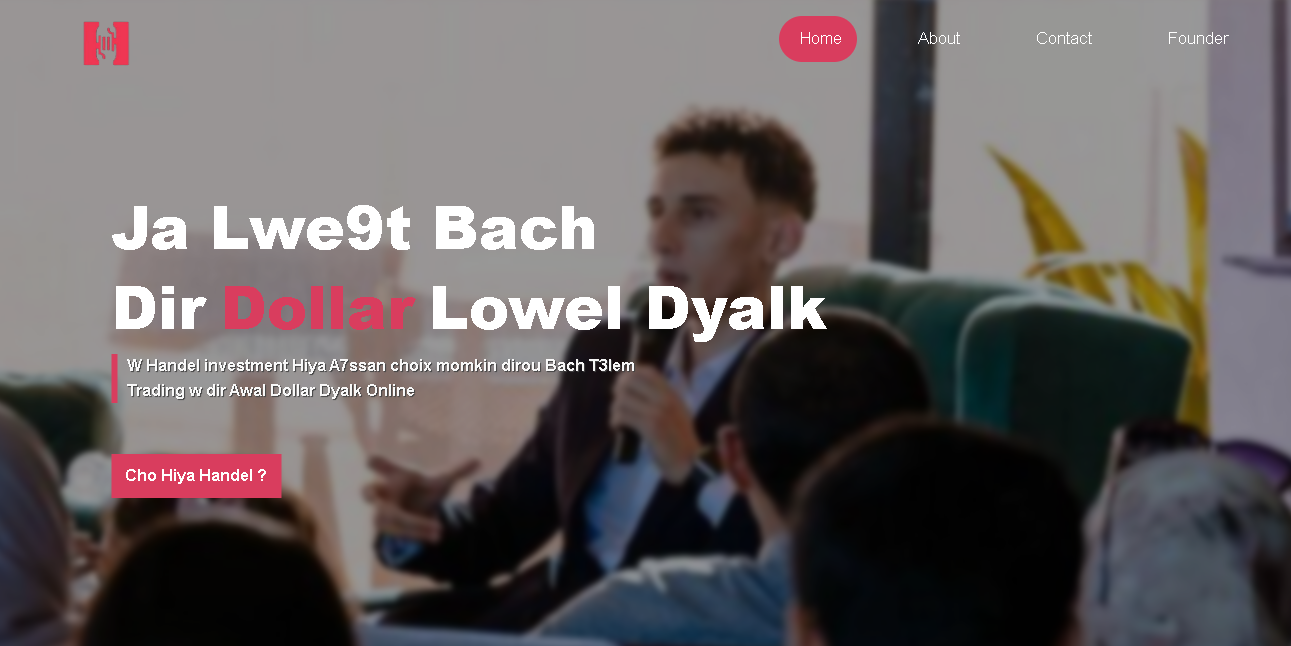 Home About Contact Founder
Ja Lwe9t Bach
Dir Dollar Lowel Dyalk
W Handel investment Hiya A7ssan choix momkin dirou Bach T3lem
Trading w dir Awal Dollar Dyalk Online
Cho Hiya Handel ?